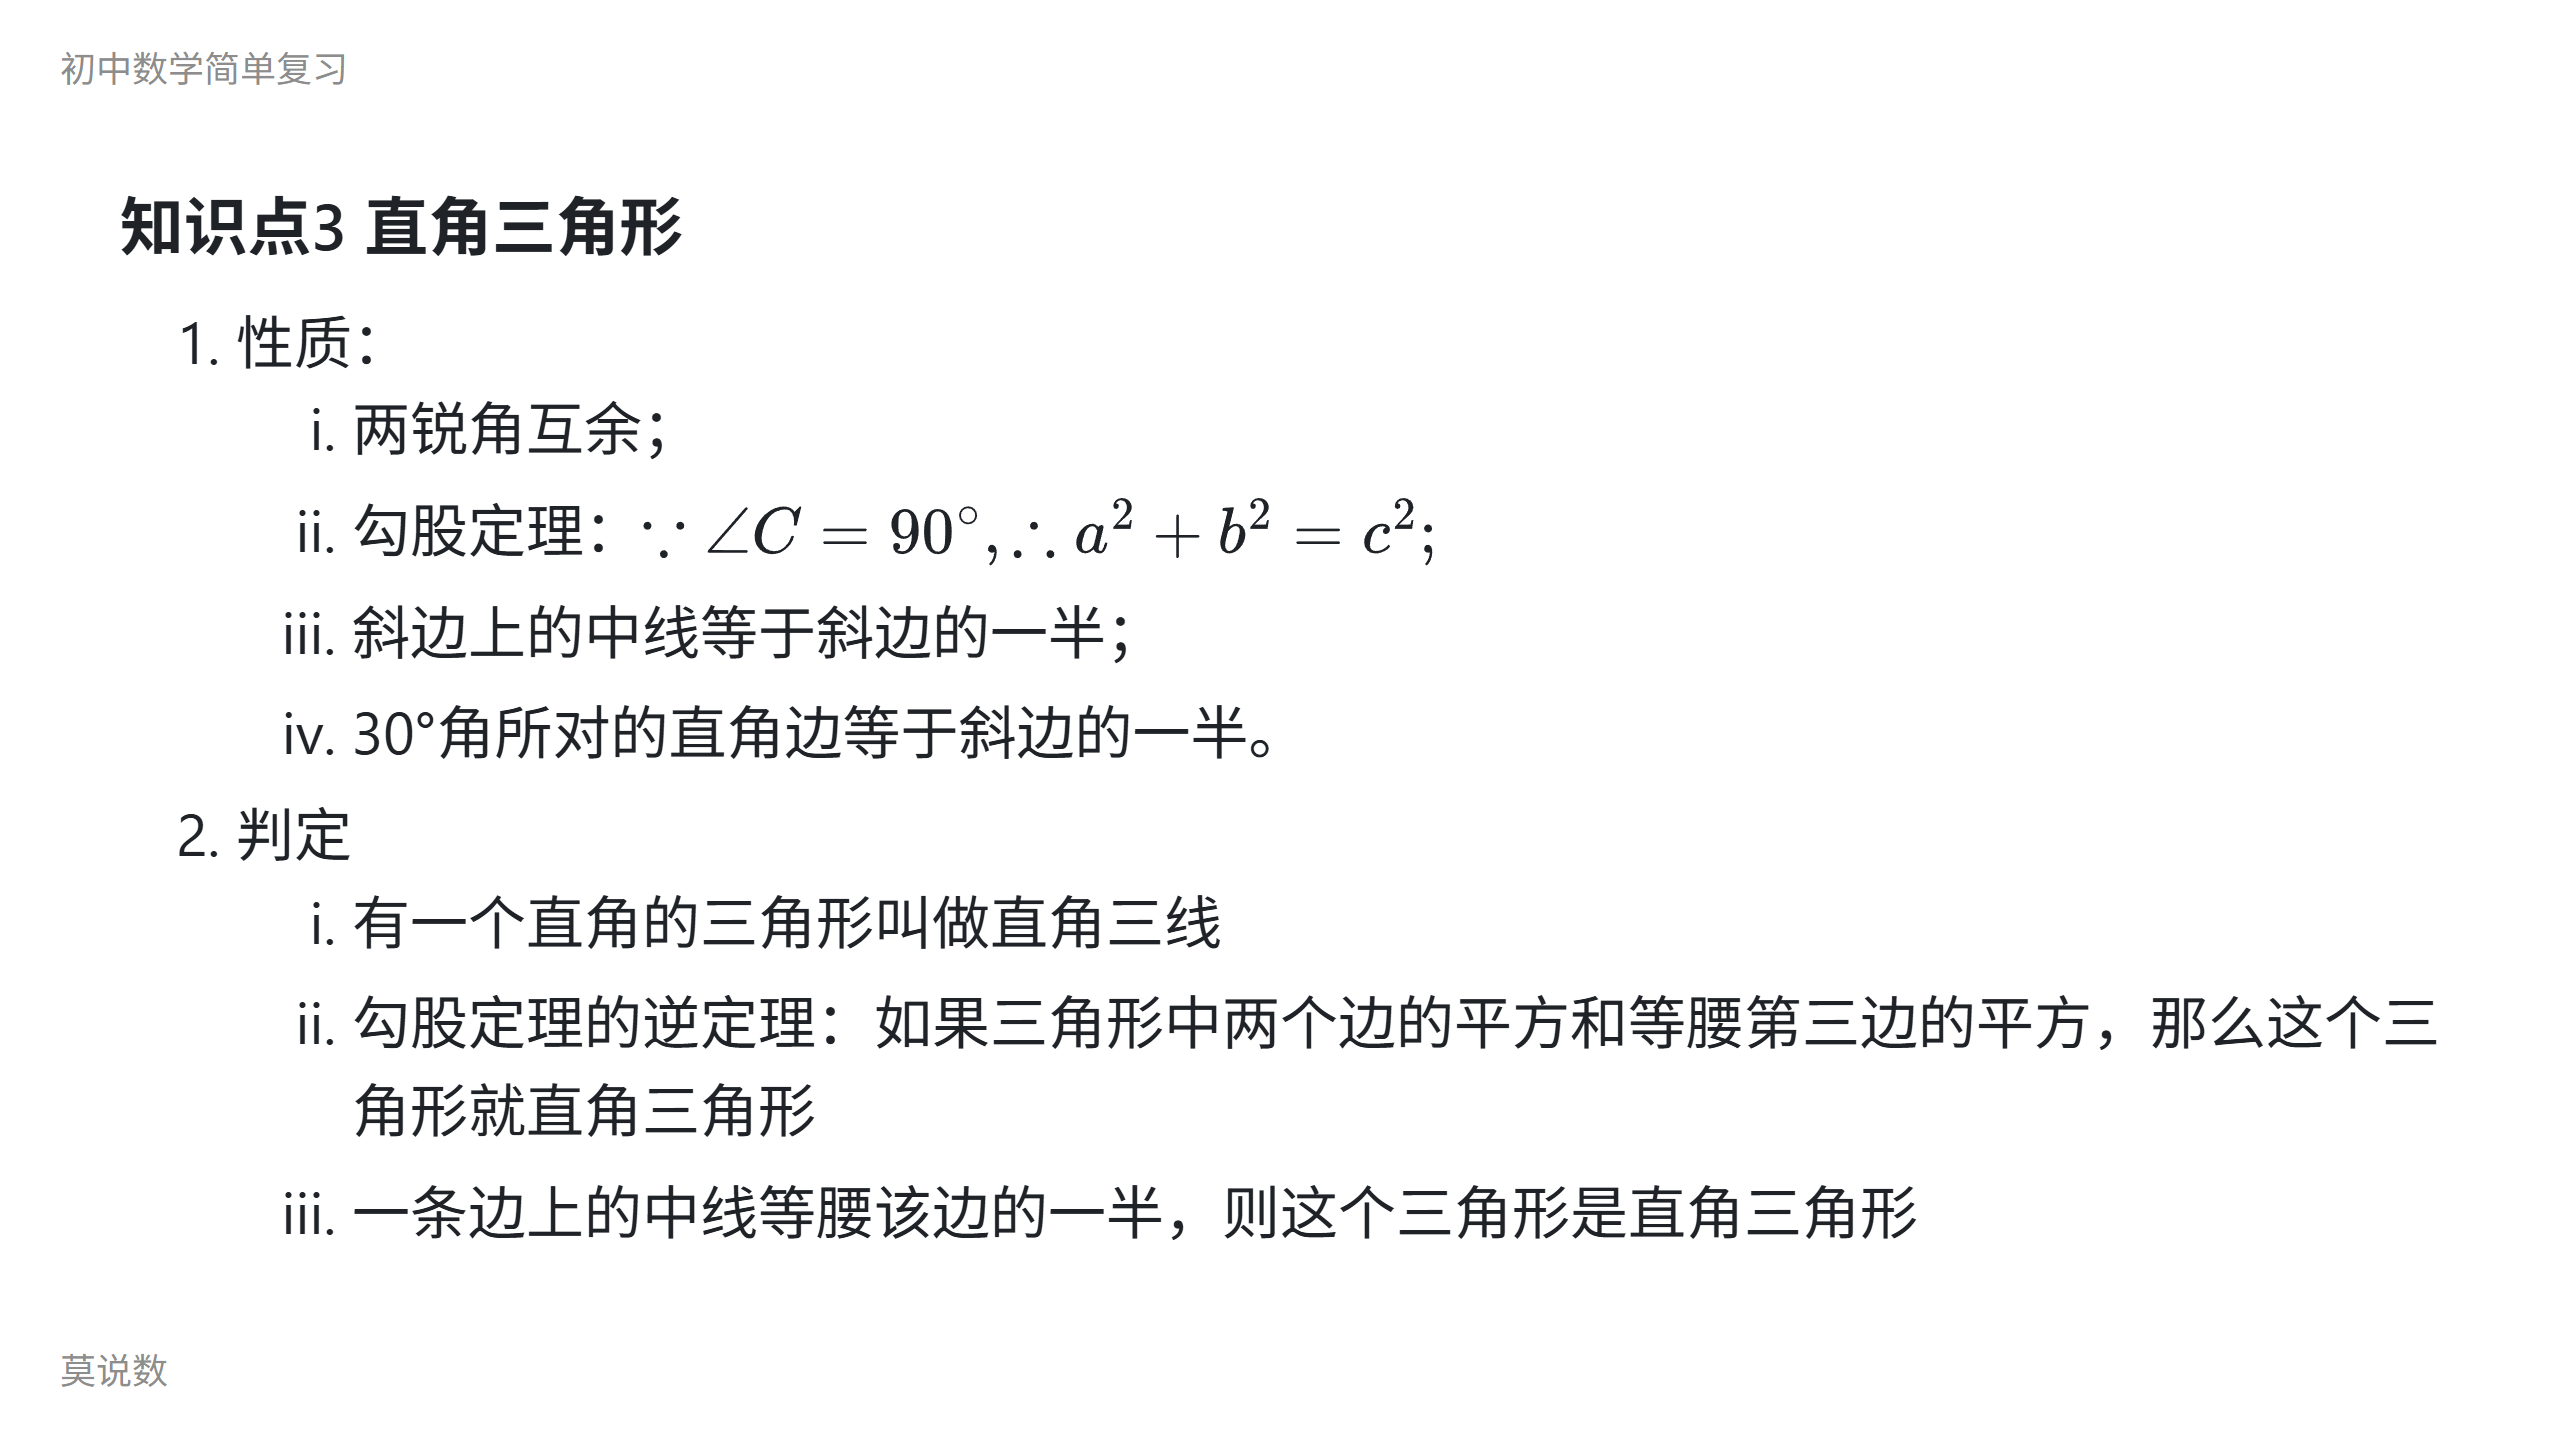 初中数学简单复习
知识点3 直角三角形
1. 性质：
i. 两锐角互余；
ii. 勾股定理：∵ ∠C = 90°, ∴ a² + b² = c²;
iii. 斜边上的中线等于斜边的一半；
iv. 30°角所对的直角边等于斜边的一半。
2. 判定
i. 有一个直角的三角形叫做直角三线
ii. 勾股定理的逆定理：如果三角形中两个边的平方和等腰第三边的平方，那么这个三
角形就直角三角形
iii. 一条边上的中线等腰该边的一半，则这个三角形是直角三角形
莫说数